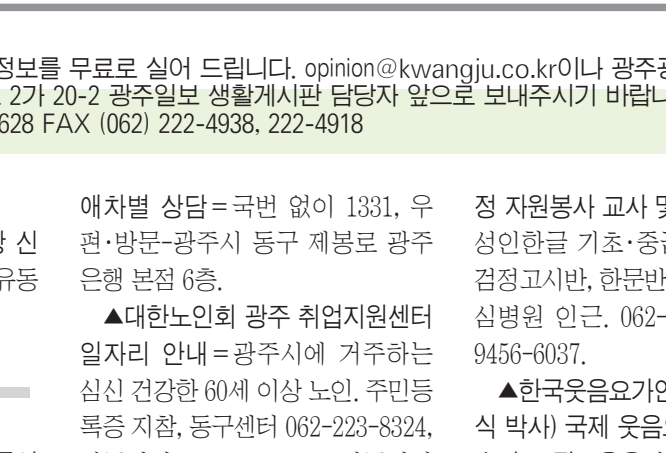 정보를 무료로 실어 드립니다. opinion@kwangju.co.kr이나
2가 20-2 광주일보 생활게시판 담당자 앞으로 보내주시기
628 FAX (062) 222-4938, 222-4918
신
유동
애차별 상담=국번 없이 1331, 우
편·방문-광주시 동구 제봉로 광주
은행 본점 6층.
▲대한노인회 광주 취업지원센터
일자리 안내=광주시에 거주하는
심신 건강한 60세 이상 노인. 주민등
록증 지참, 동구센터 062-223-8324,
정 자원봉사 교사 및
성인한글 기초·중급
검정고시반, 한문반
심병원 인근. 062-
9456-6037.
▲한국웃음요가
식 박사) 국제 웃음